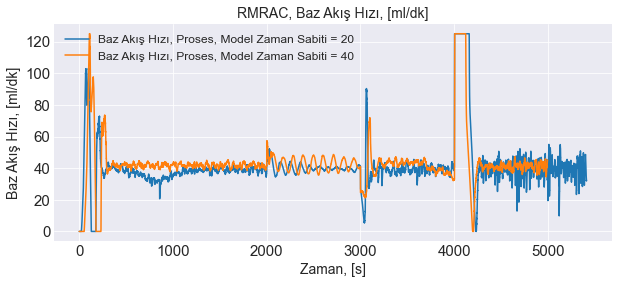 RMRAC, Baz Akış Hızı, [ml/dk]
Baz Akış Hızı, Proses, Model Zaman Sabiti = 20
Baz Akış Hızı, Proses, Model Zaman Sabiti = 40
Baz Akış Hızı, [ml/dk]
120
100
80
60
40
20
0
0 1000 2000 3000 4000 5000
Zaman, [s]